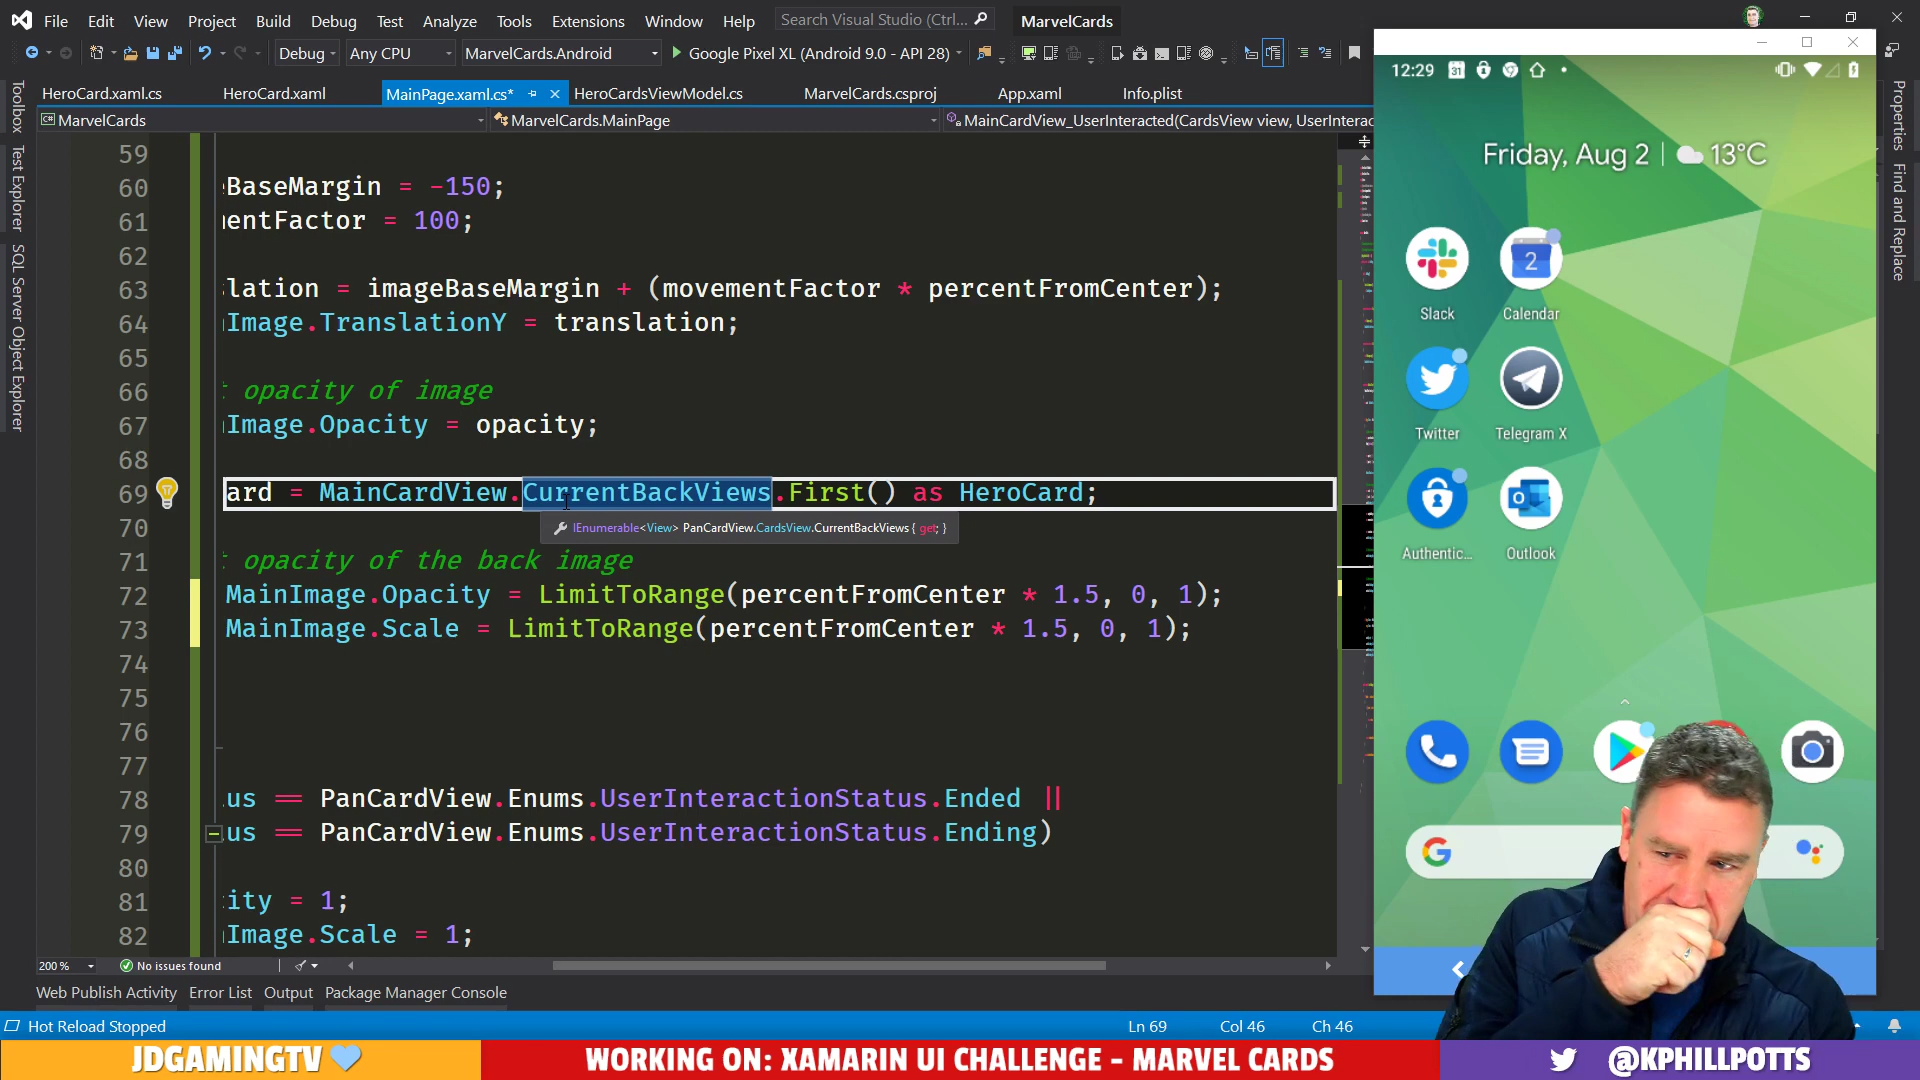 File Edit View Project Build Debug Test Analyze Tools Extensions Window Help Search Visual Studio (Ctrl... MarvelCards
Debug Any CPU MarvelCards.Android Google Pixel XL (Android 9.0 - API 28)
HeroCard.xaml.cs HeroCard.xaml MainPage.xaml.cs* HeroCardsViewModel.cs MarvelCards.csproj App.xaml Info.plist
MarvelCards MarvelCards.MainPage MainCardView_UserInteracted(CardsView view, UserInterac
Toolbox
Test Explorer
SQL Server Object Explorer
59
60 eBaseMargin = -150;
61 mentFactor = 100;
62
63 slation = imageBaseMargin + (movementFactor * percentFromCenter);
64 Image.TranslationY = translation;
65
66 t opacity of image
67 Image.Opacity = opacity;
68
69 ard = MainCardView.CurrentBackViews.First() as HeroCard;
IEnumerable<View> PanCardView.CardsView.CurrentBackViews { get; }
70
71 t opacity of the back image
72 MainImage.Opacity = LimitToRange(percentFromCenter * 1.5, 0, 1);
73 MainImage.Scale = LimitToRange(percentFromCenter * 1.5, 0, 1);
74
75
76
77
78 .us == PanCardView.Enums.UserInteractionStatus.Ended ||
79 us == PanCardView.Enums.UserInteractionStatus.Ending)
80
81 city = 1;
82 Image.Scale = 1;
200 % No issues found
Web Publish Activity Error List Output Package Manager Console
Hot Reload Stopped Ln 69 Col 46 Ch 46
Properties
Find and Replace
12:29 31
Friday, Aug 2 | 13°C
2
Slack Calendar
Twitter Telegram X
Authentic... Outlook
G
JDGAMINGTV
WORKING ON: XAMARIN UI CHALLENGE - MARVEL CARDS
@KPHILLPOTTS